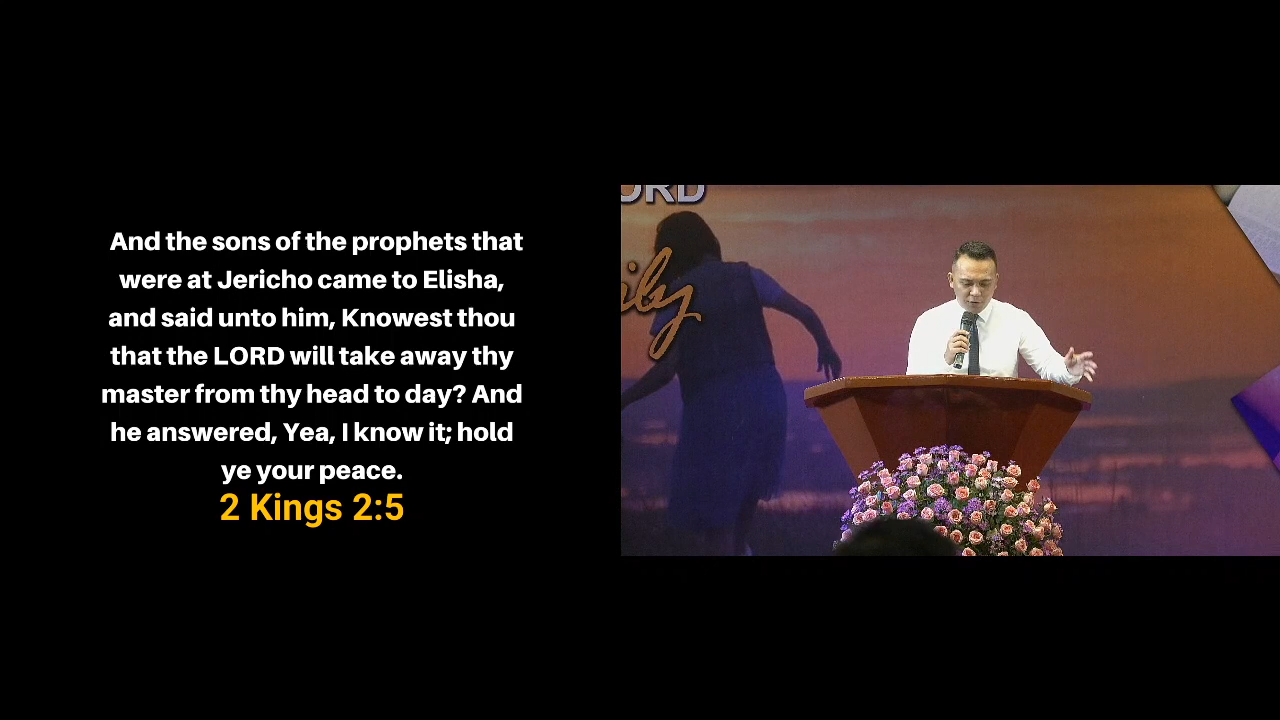 And the sons of the prophets that
were at Jericho came to Elisha,
and said unto him, Knowest thou
that the LORD will take away thy
master from thy head to day? And
he answered, Yea, I know it; hold
ye your peace.
2 Kings 2:5
ORD
ily